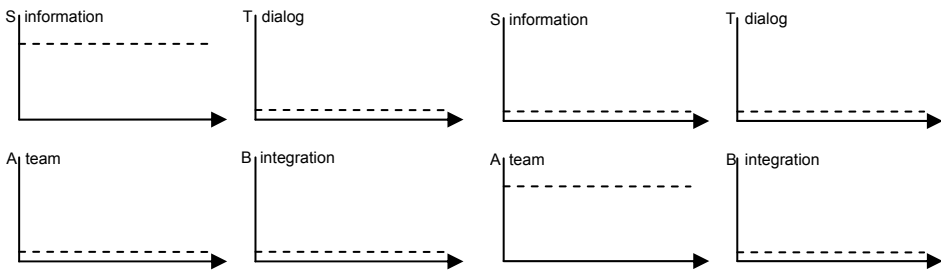 S information
T dialog
S information
T dialog
A team
B integration
A team
B integration